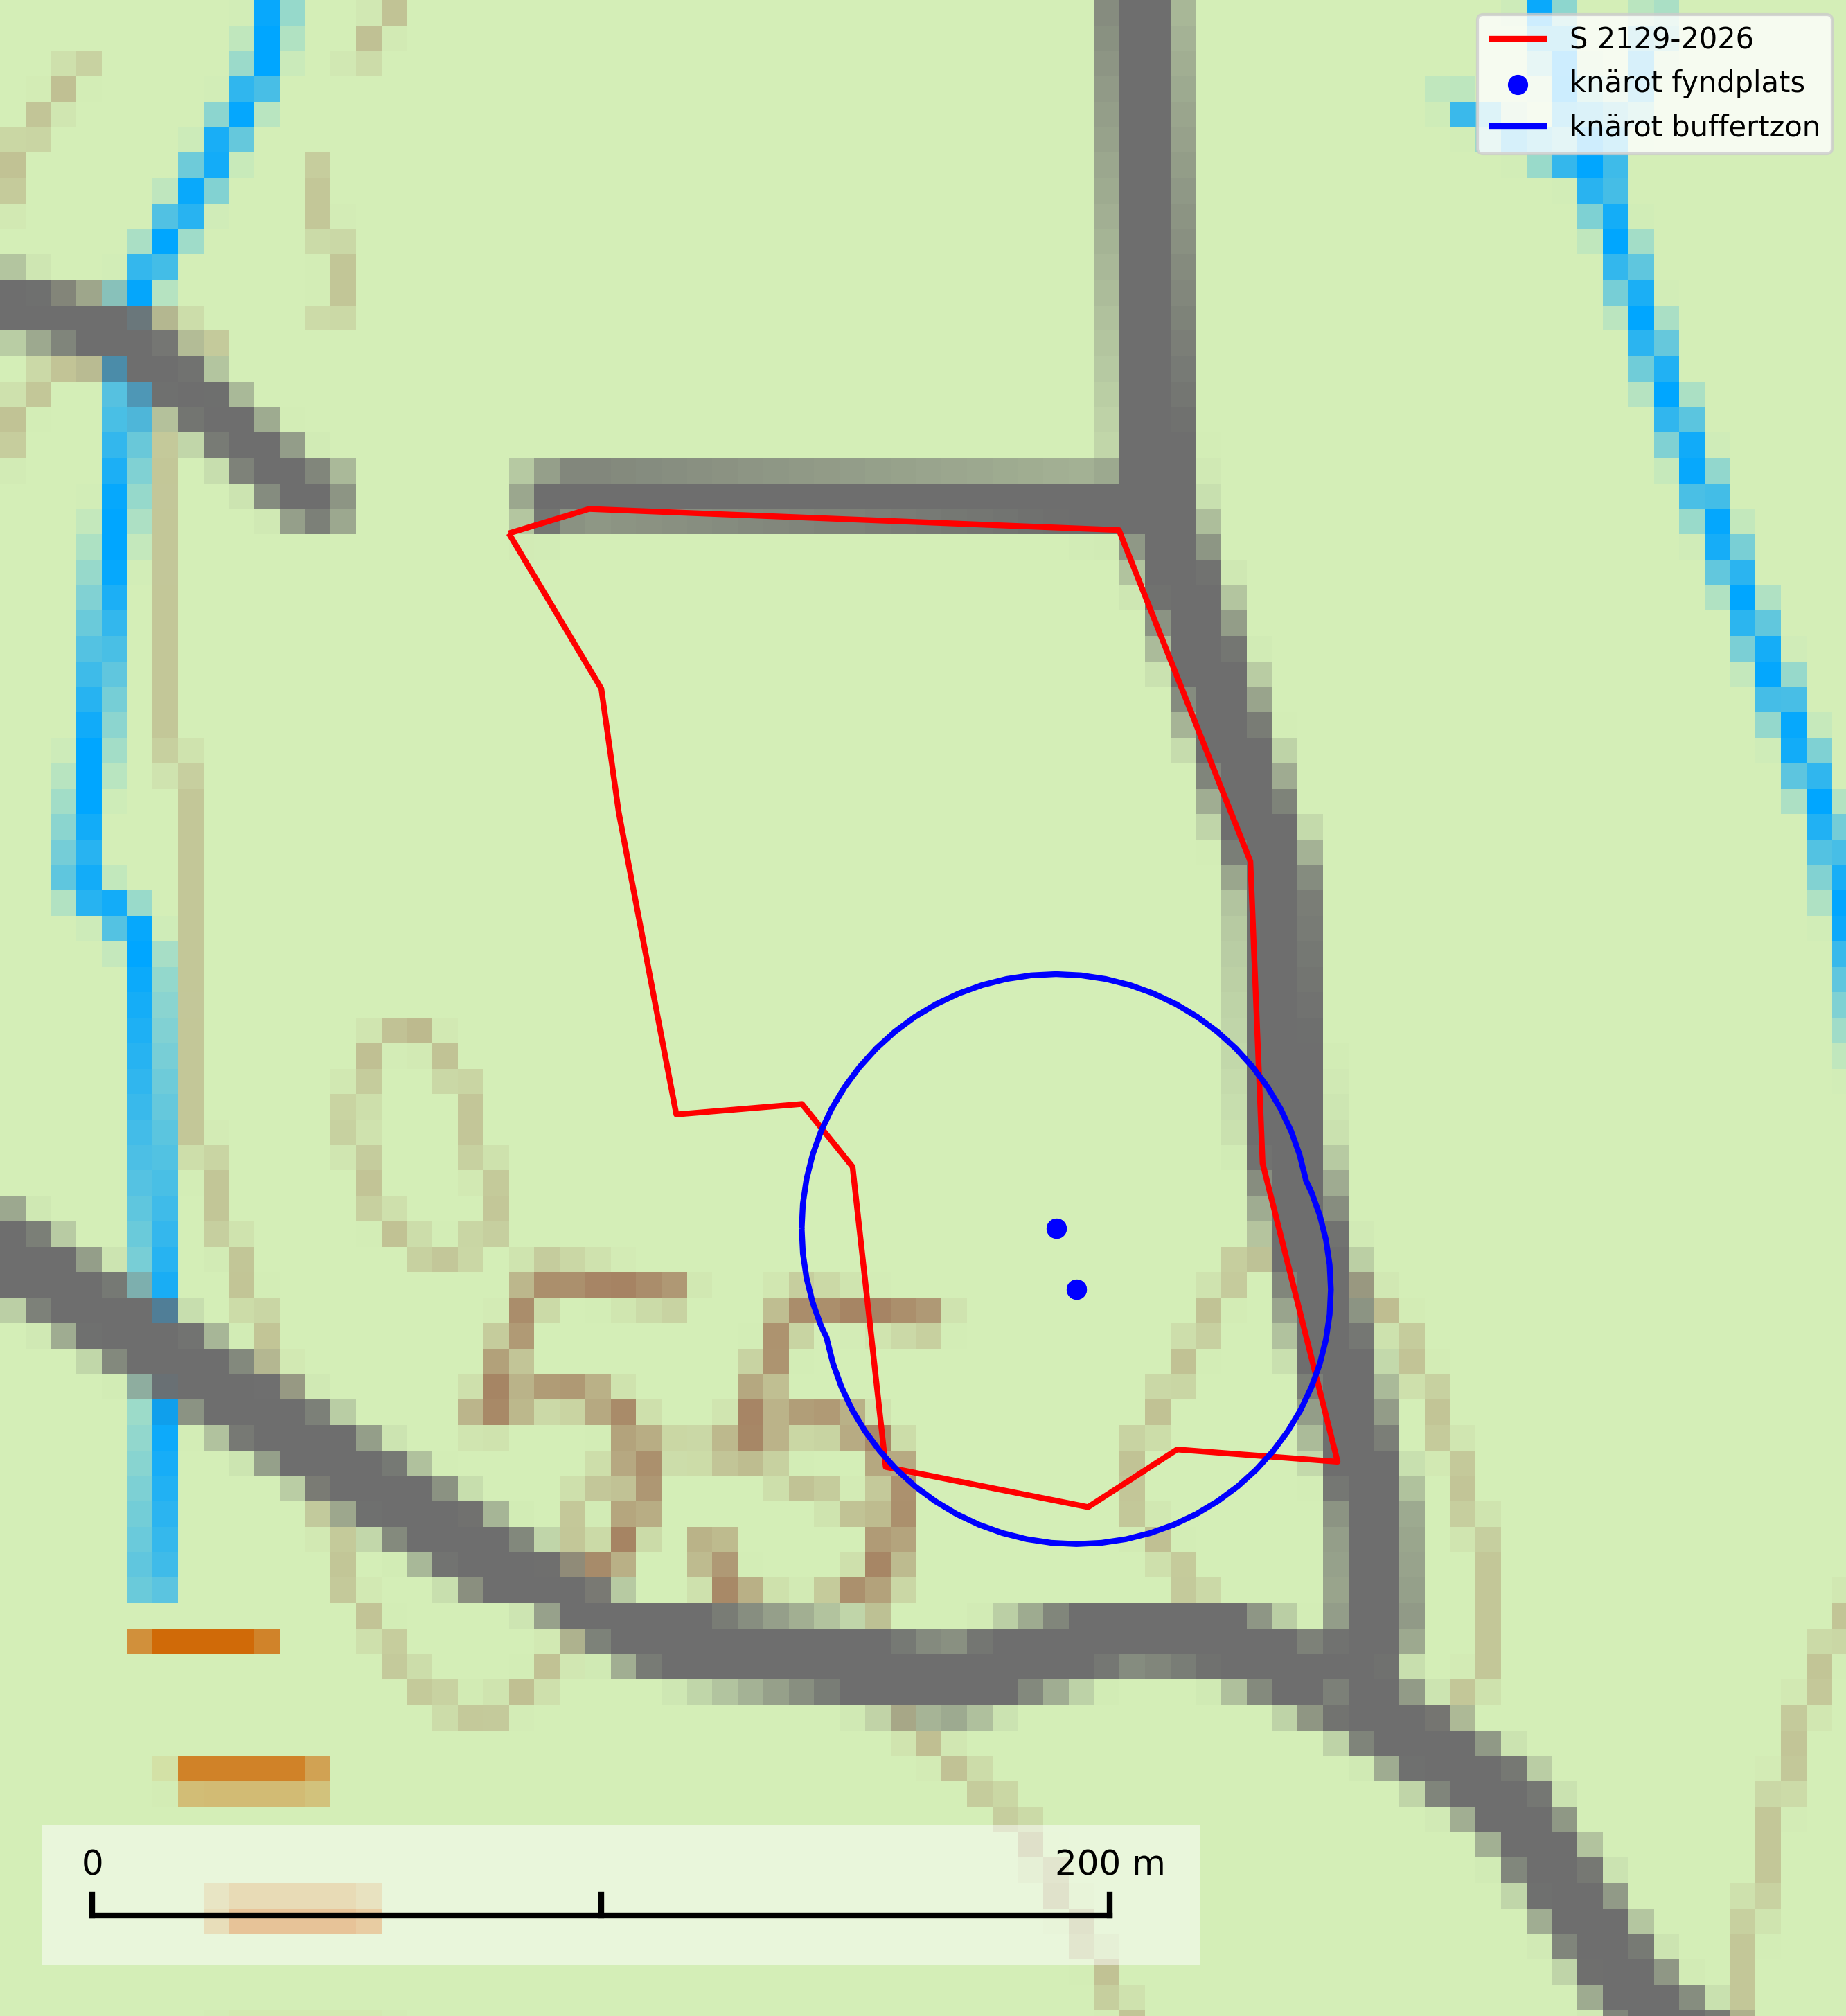 S 2129-2026
knärot fyndplats
knärot buffertzon
0 200 m